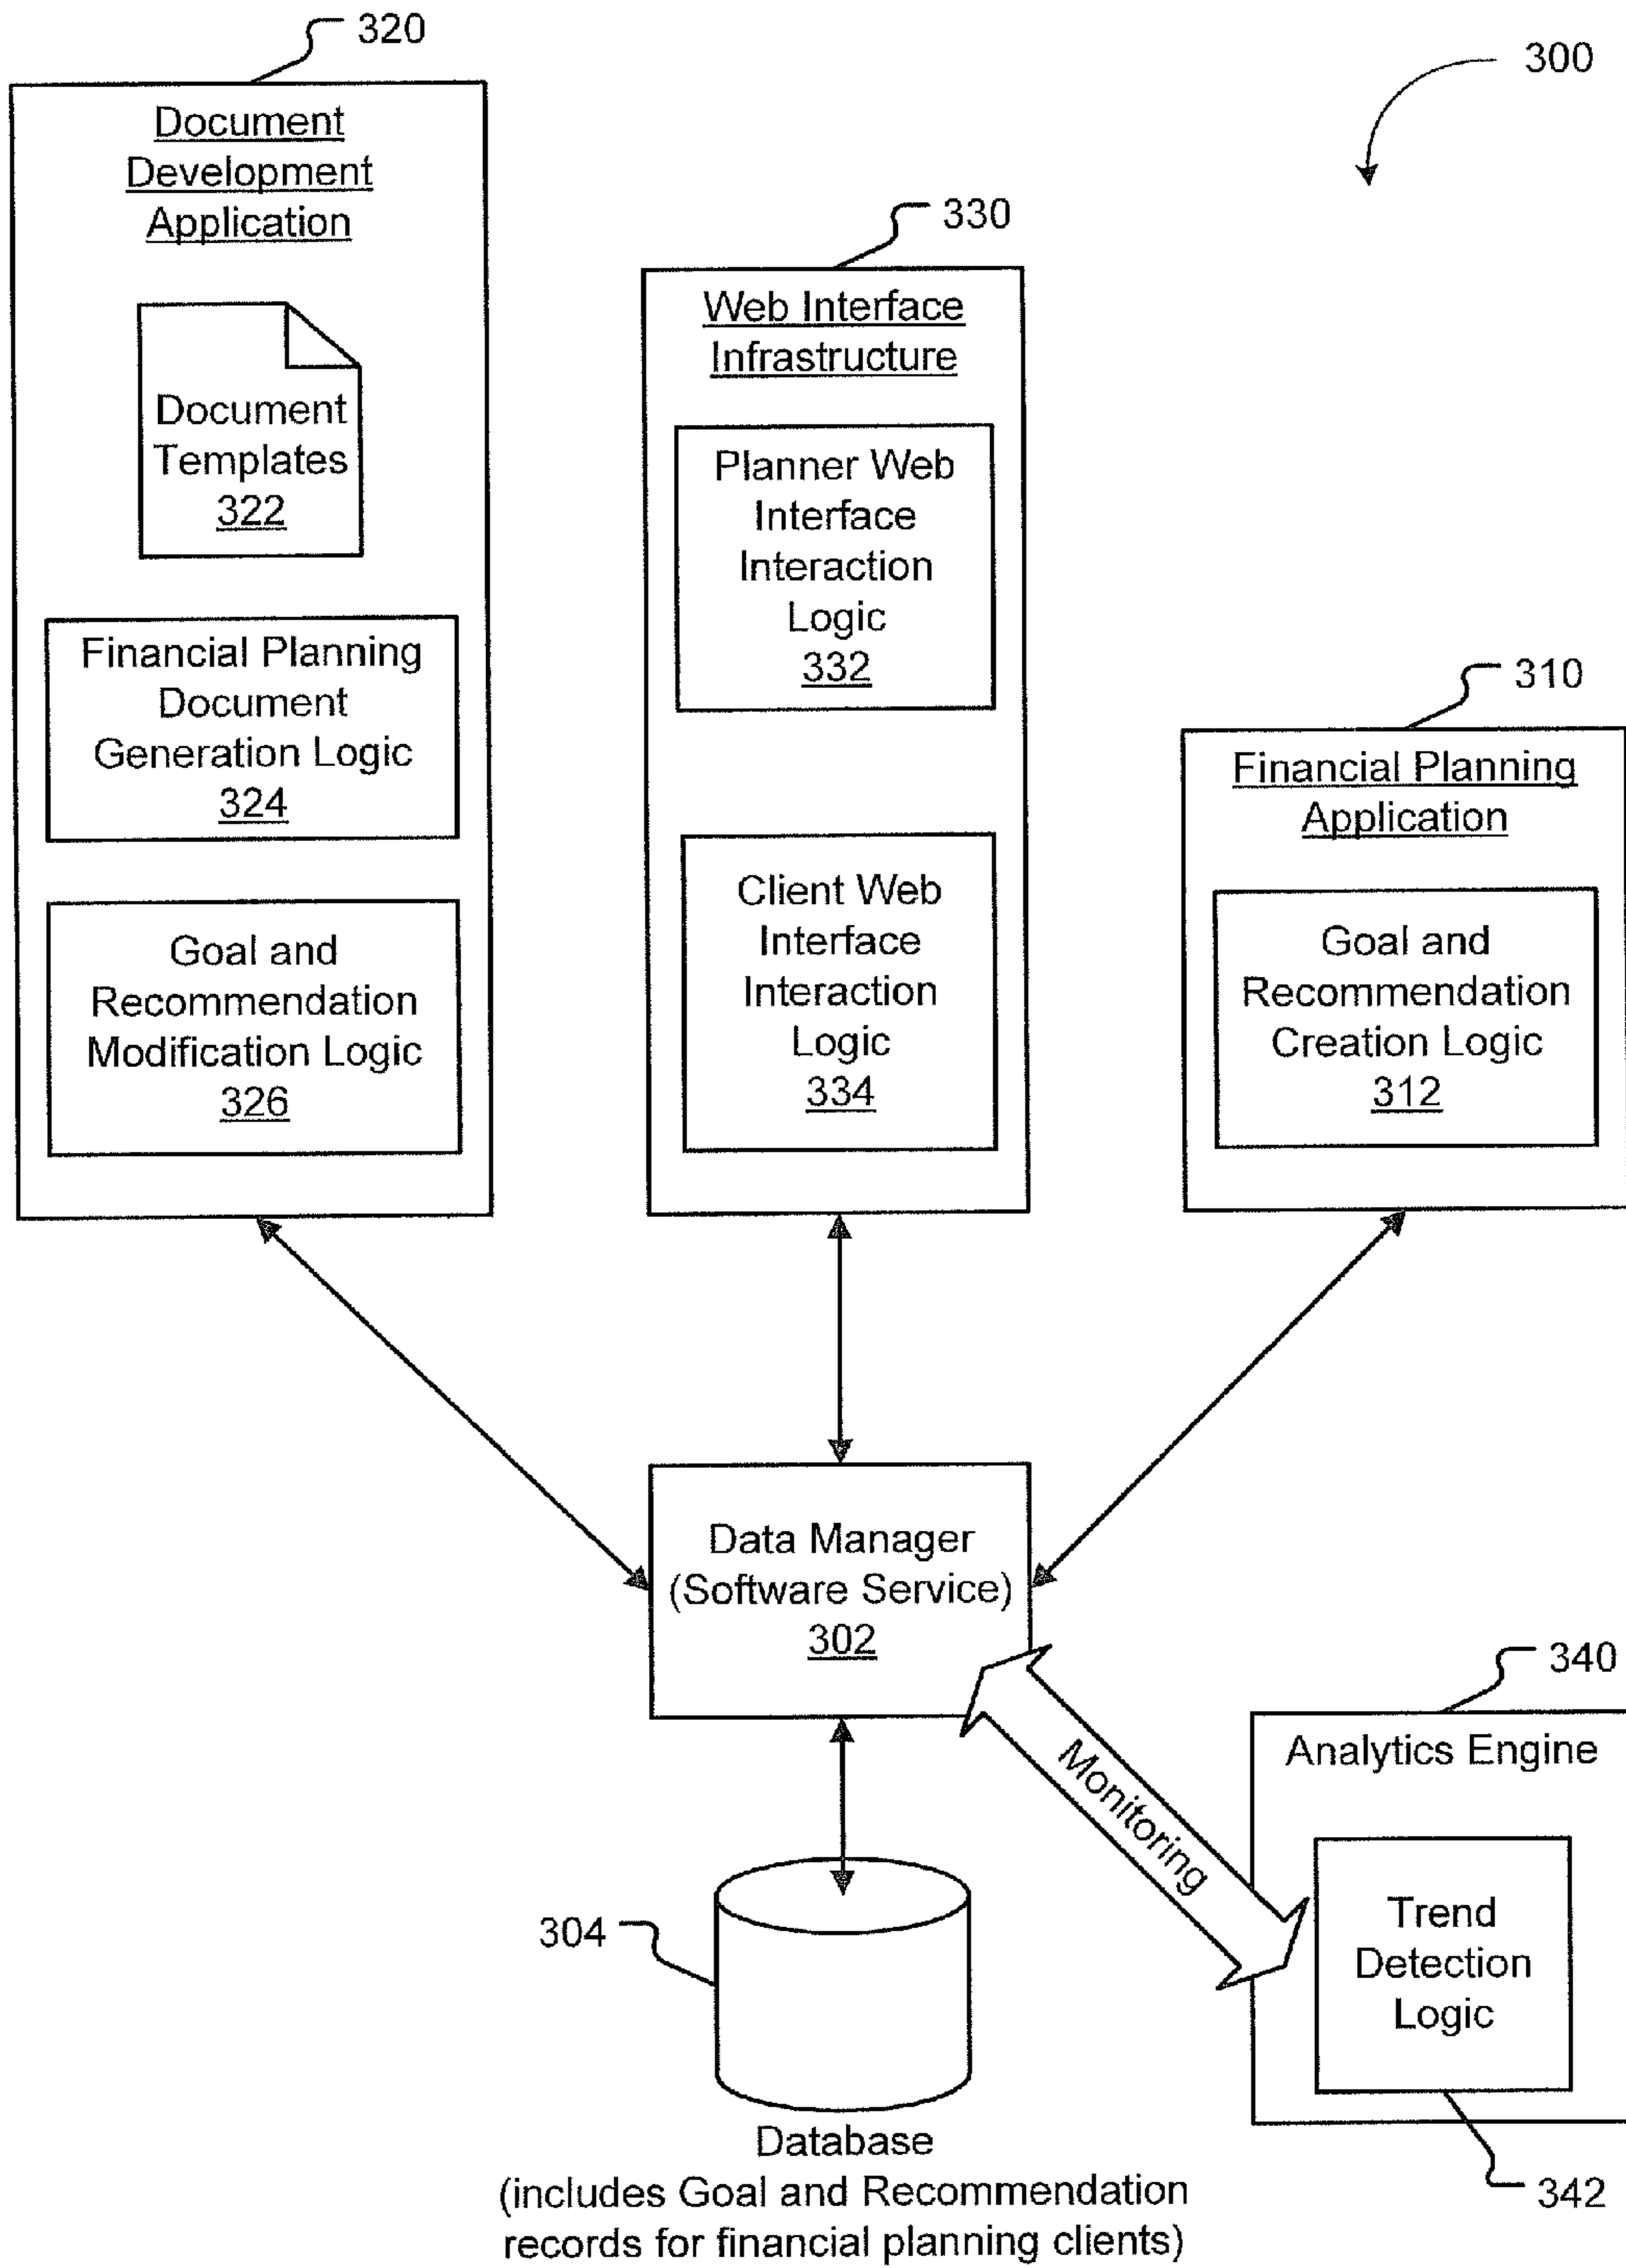 320
300
Document
Development
Application
Document
Templates
322
Financial Planning
Document
Generation Logic
324
Goal and
Recommendation
Modification Logic
326
330
Web Interface
Infrastructure
Planner Web
Interface
Interaction
Logic
332
Client Web
Interface
Interaction
Logic
334
310
Financial Planning
Application
Goal and
Recommendation
Creation Logic
312
Data Manager
(Software Service)
302
Monitoring
340
Analytics Engine
Trend
Detection
Logic
342
304
Database
(includes Goal and Recommendation
records for financial planning clients)